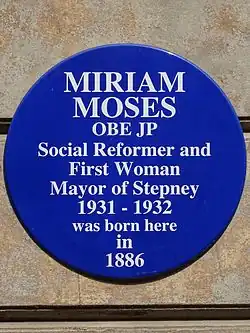 MIRIAM
MOSES
OBE JP
Social Reformer and
First Woman
Mayor of Stepney
1931 - 1932
was born here
in
1886